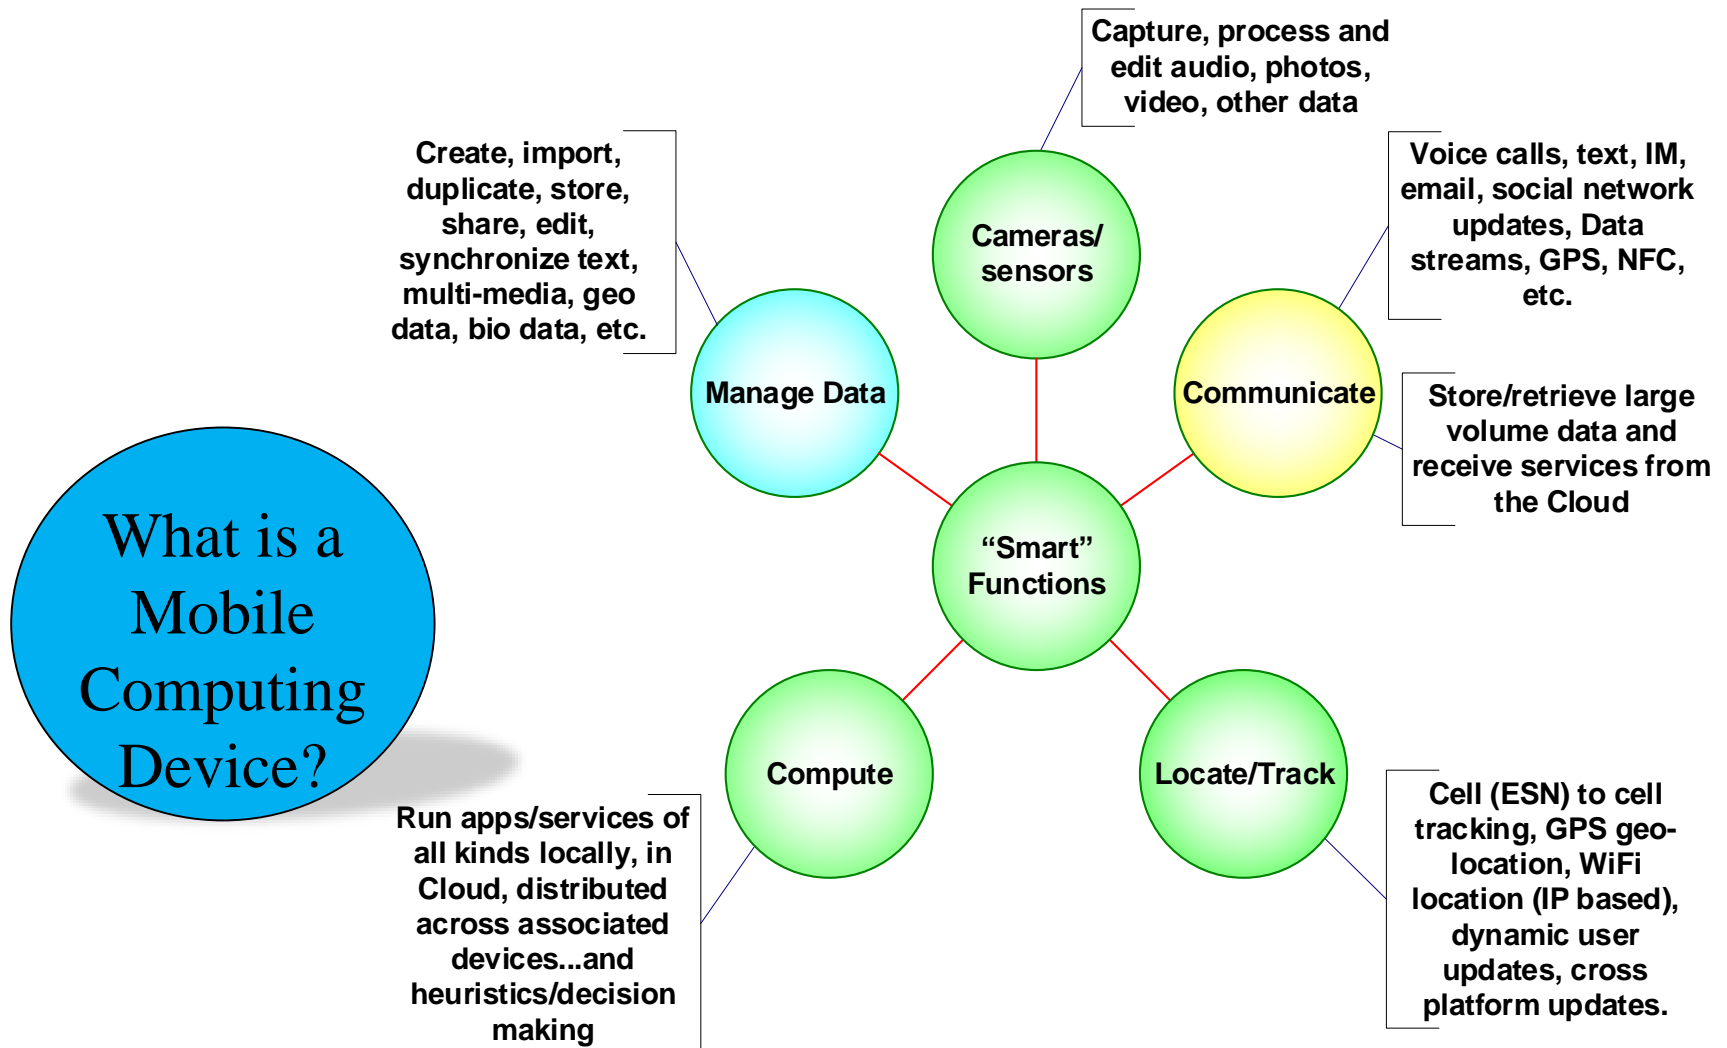 Capture, process and
edit audio, photos,
video, other data
Create, import,
duplicate, store,
share, edit,
synchronize text,
multi-media, geo
data, bio data, etc.
Voice calls, text, IM,
email, social network
updates, Data
streams, GPS, NFC,
etc.
Cameras/
sensors
Manage Data
Communicate
Store/retrieve large
volume data and
receive services from
the Cloud
What is a
Mobile
Computing
Device?
“Smart”
Functions
Compute
Locate/Track
Run apps/services of
all kinds locally, in
Cloud, distributed
across associated
devices...and
heuristics/decision
making
Cell (ESN) to cell
tracking, GPS geo-
location, WiFi
location (IP based),
dynamic user
updates, cross
platform updates.